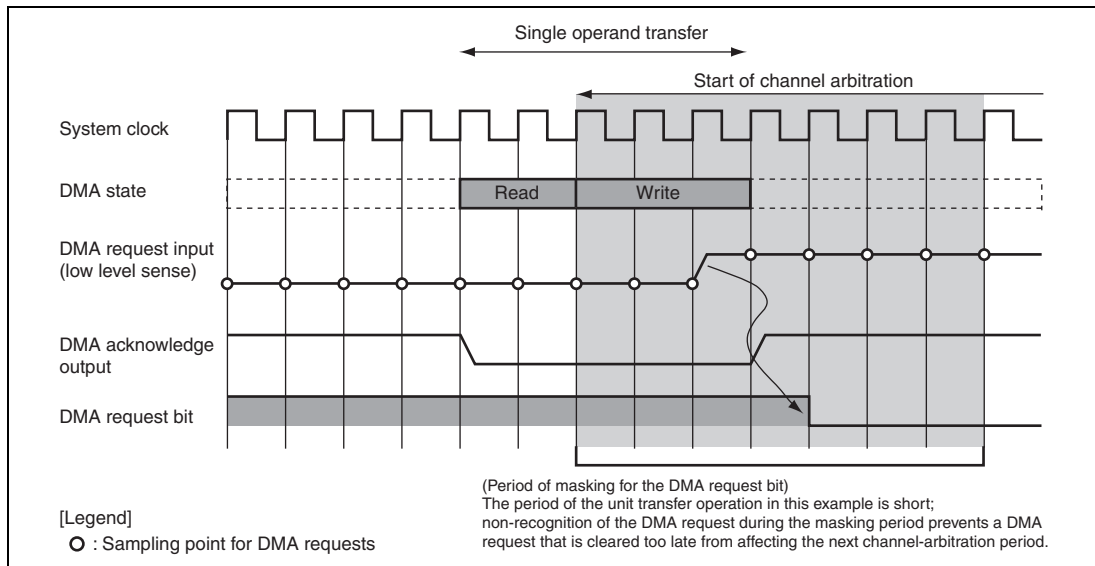 Single operand transfer
Start of channel arbitration
System clock
DMA state
Read
Write
DMA request input
(low level sense)
DMA acknowledge
output
DMA request bit
(Period of masking for the DMA request bit)
The period of the unit transfer operation in this example is short;
non-recognition of the DMA request during the masking period prevents a DMA
request that is cleared too late from affecting the next channel-arbitration period.
[Legend]
: Sampling point for DMA requests